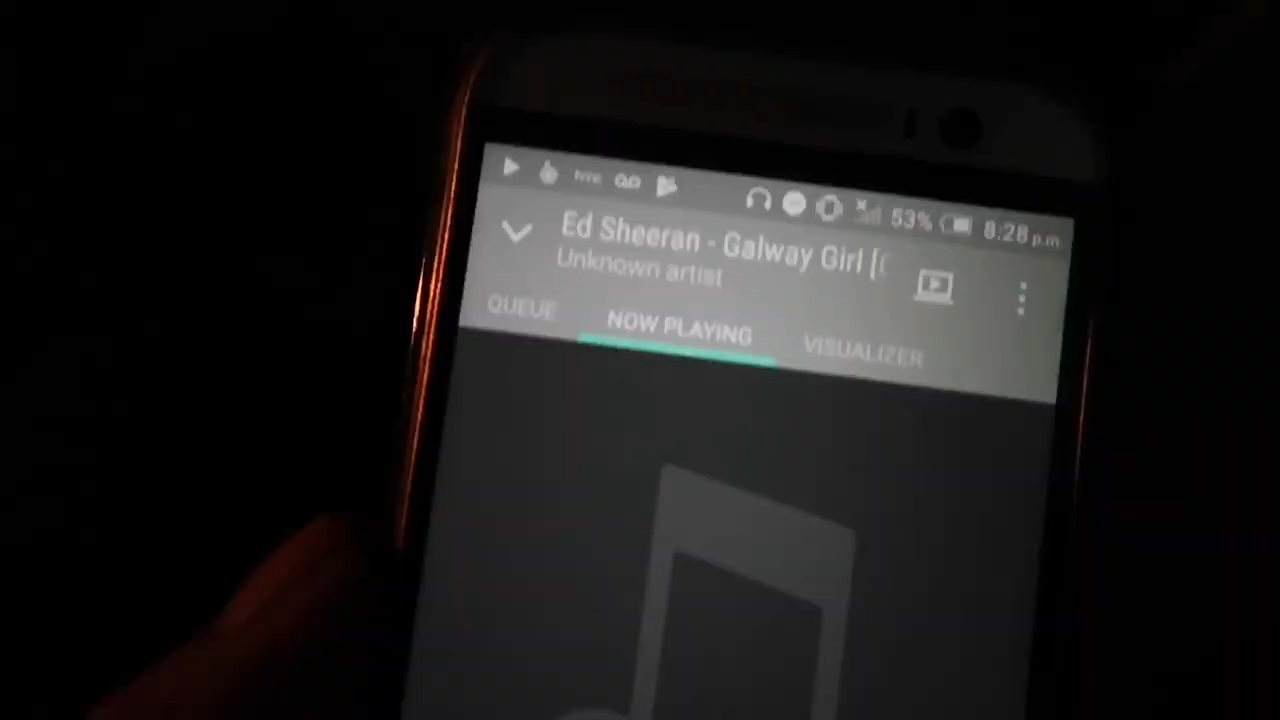 53% 8:28 p.m.
Ed Sheeran - Galway Girl [
Unknown artist
QUEUE NOW PLAYING VISUALIZER